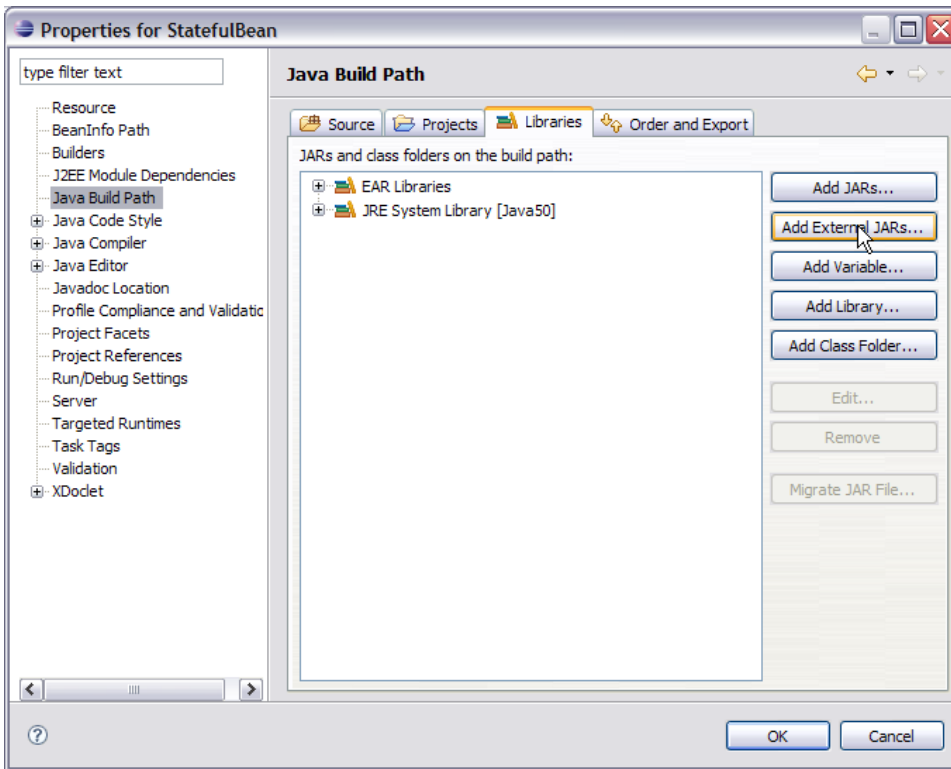 Properties for StatefulBean
type filter text
Resource
BeanInfo Path
Builders
J2EE Module Dependencies
Java Build Path
Java Code Style
Java Compiler
Java Editor
Javadoc Location
Profile Compliance and Validatic
Project Facets
Project References
Run/Debug Settings
Server
Targeted Runtimes
Task Tags
Validation
XDoclet
Java Build Path
Source Projects Libraries Order and Export
JARs and class folders on the build path:
EAR Libraries
JRE System Library [Java50]
Add JARs...
Add External JARs...
Add Variable...
Add Library...
Add Class Folder...
Edit...
Remove
Migrate JAR File...
OK Cancel